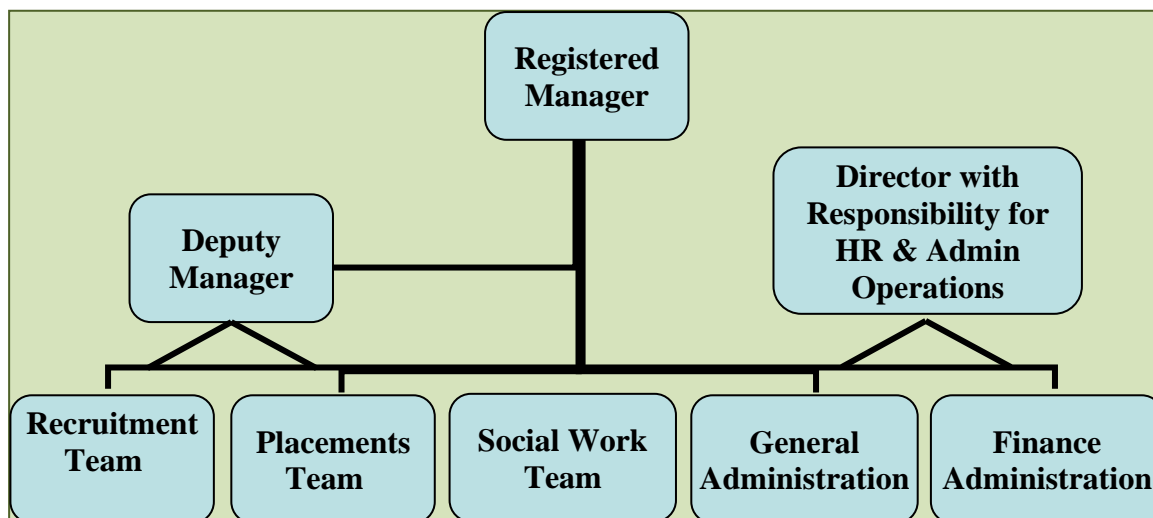 Registered
Manager
Deputy
Manager
Director with
Responsibility for
HR & Admin
Operations
Recruitment
Team
Placements
Team
Social Work
Team
General
Administration
Finance
Administration